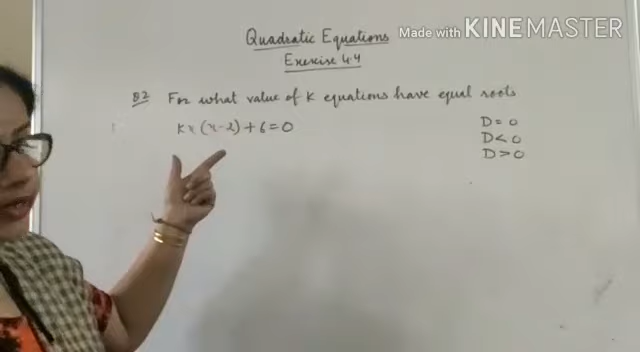 Quadratic Equations
Made with KINEMASTER
Exercise 4.4
Q2 For what value of K equations have equal roots
Kx (x-2) + 6 = 0
D = 0
D < 0
D > 0